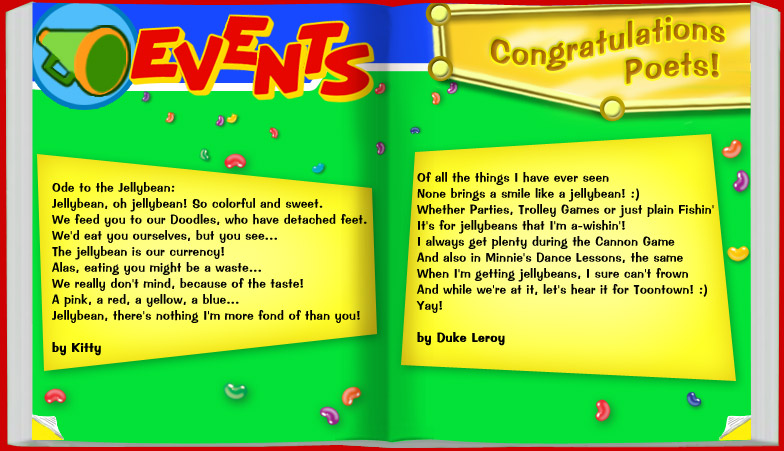 EVENTS
Ode to the Jellybean:
Jellybean, oh jellybean! So colorful and sweet.
We feed you to our Doodles, who have detached feet.
We'd eat you ourselves, but you see...
The jellybean is our currency!
Alas, eating you might be a waste...
We really don't mind, because of the taste!
A pink, a red, a yellow, a blue...
Jellybean, there's nothing I'm more fond of than you!
by Kitty
Congratulations
Poets!
Of all the things I have ever seen
None brings a smile like a jellybean! :)
Whether Parties, Trolley Games or just plain Fishin'
It's for jellybeans that I'm a-wishin'!
I always get plenty during the Cannon Game
And also in Minnie's Dance Lessons, the same
When I'm getting jellybeans, I sure can't frown
And while we're at it, let's hear it for Toontown! :)
Yay!
by Duke Leroy